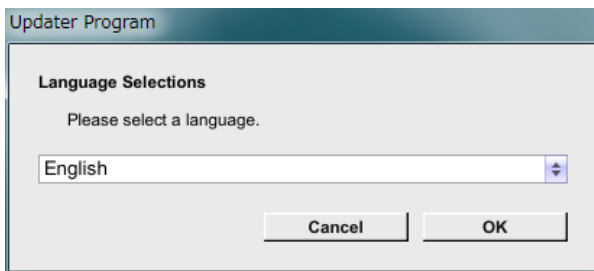 Updater Program
Language Selections
Please select a language.
English
Cancel OK